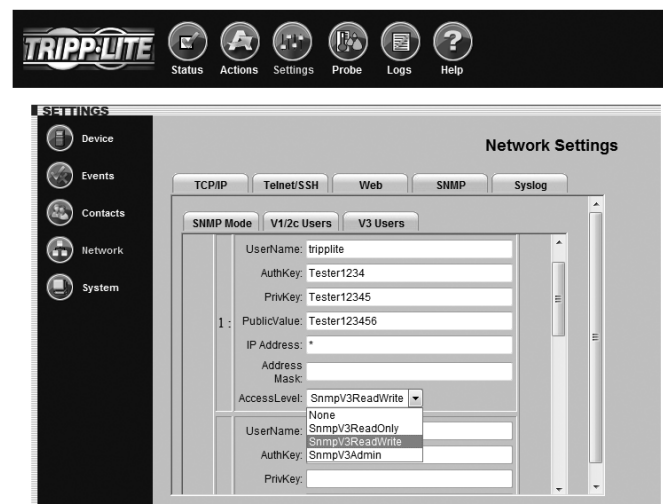 TRIPP·LITE
Status Actions Settings Probe Logs Help
SETTINGS
Device
Events
Contacts
Network
System
Network Settings
TCP/IP Telnet/SSH Web SNMP Syslog
SNMP Mode V1/2c Users V3 Users
1 :
UserName: tripplite
AuthKey: Tester1234
PrivKey: Tester12345
PublicValue: Tester123456
IP Address: *
Address
Mask:
AccessLevel: SnmpV3ReadWrite
None
SnmpV3ReadOnly
SnmpV3ReadWrite
SnmpV3Admin
UserName:
AuthKey:
PrivKey: